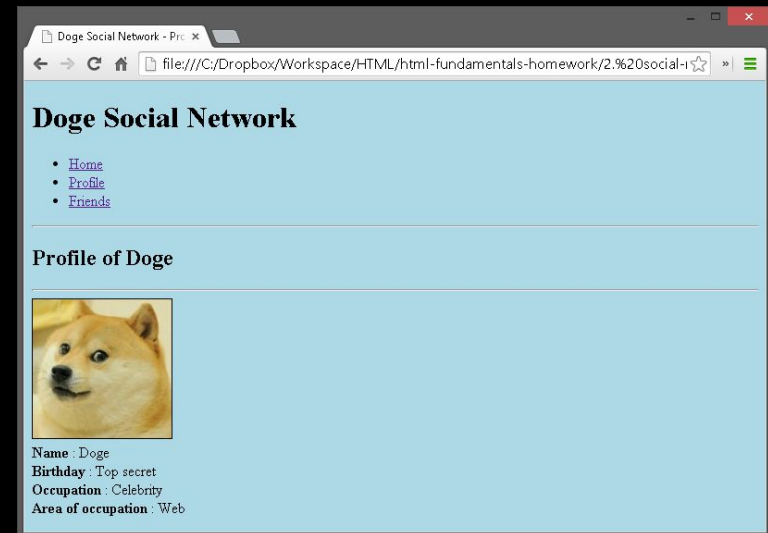 Doge Social Network - Pro
file:///C:/Dropbox/Workspace/HTML/html-fundamentals-homework/2.%20social-
Doge Social Network
Home
Profile
Friends
Profile of Doge
Name : Doge
Birthday : Top secret
Occupation : Celebrity
Area of occupation : Web